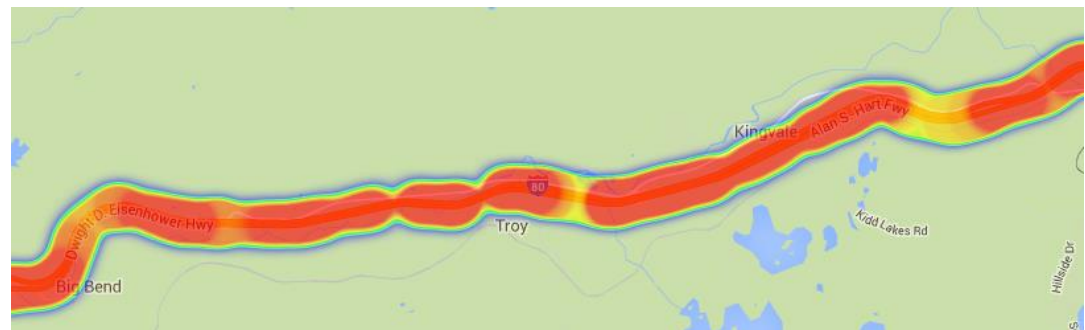 Alan S. Hart Fwy
Kingvale
80
Dwight D. Eisenhower Hwy
Troy
Kidd Lakes Rd
Hillside Dr
Big Bend
S